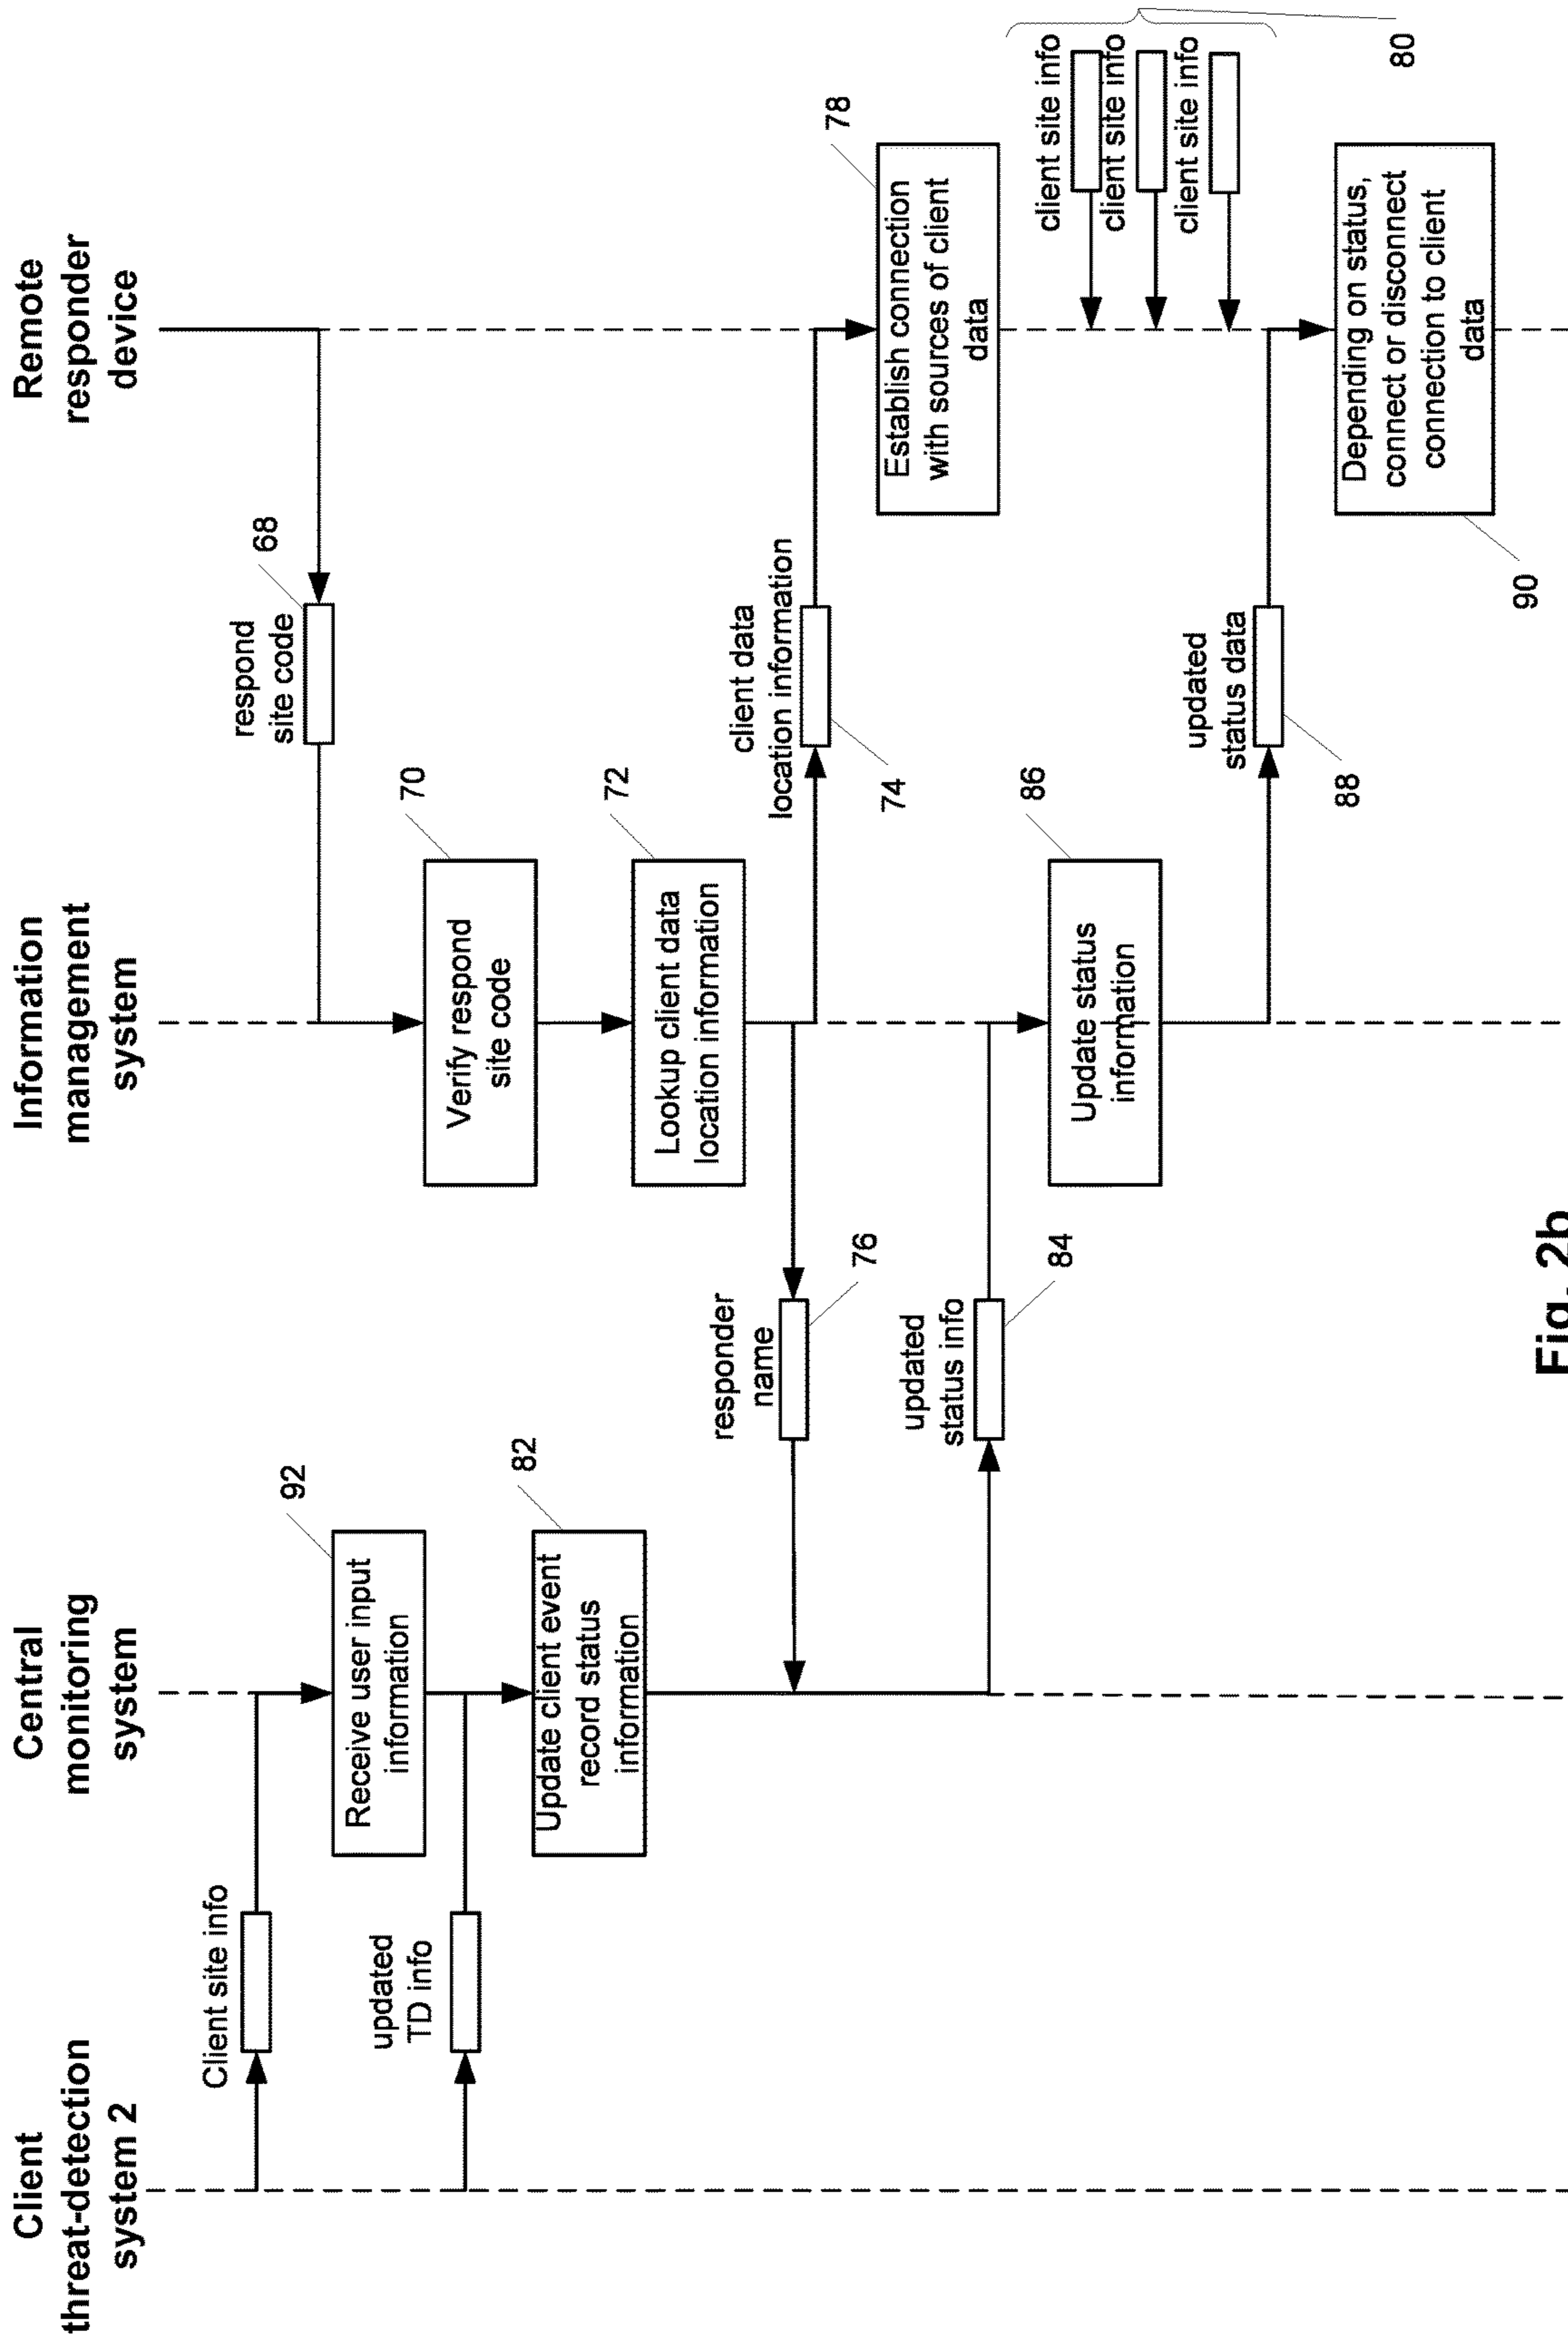 Client
threat-detection
system 2
Central
monitoring
system
Information
management
system
Remote
responder
device
Client site info
92
Receive user input
information
updated
TD info
82
Update client event
record status
information
respond
site code
68
70
Verify respond
site code
72
Lookup client data
location information
responder
name
76
client data
location information
74
78
Establish connection
with sources of client
data
client site info
client site info
client site info
80
updated
status info
84
86
Update status
information
updated
status data
88
Depending on status,
connect or disconnect
connection to client
data
90
Fig. 2b